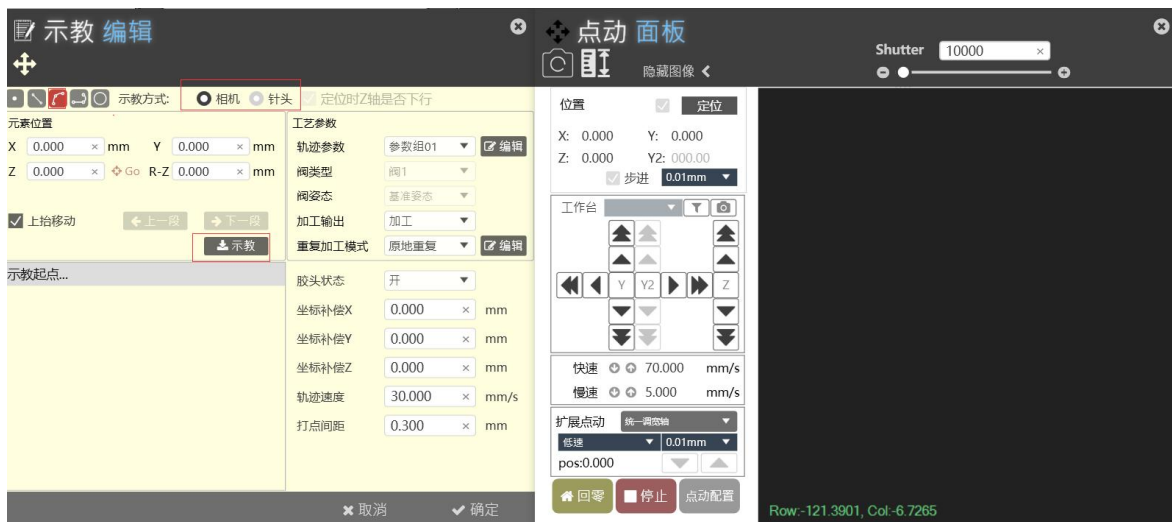 示教 编辑
示教方式: 相机 针头 定位时Z轴是否下行
元素位置
X 0.000 × mm Y 0.000 × mm
Z 0.000 × Go R-Z 0.000 × mm
上抬移动 上一段 下一段
示教
示教起点...
工艺参数
轨迹参数 参数组01 编辑
阀类型 阀1
阀姿态 基准姿态
加工输出 加工
重复加工模式 原地重复 编辑
胶头状态 开
坐标补偿X 0.000 × mm
坐标补偿Y 0.000 × mm
坐标补偿Z 0.000 × mm
轨迹速度 30.000 × mm/s
打点间距 0.300 × mm
取消 确定
点动 面板
隐藏图像
Shutter 10000 ×
位置 定位
X: 0.000 Y: 0.000
Z: 0.000 Y2: 000.00
步进 0.01mm
工作台
Y Y2 Z
快速 70.000 mm/s
慢速 5.000 mm/s
扩展点动 统一调宽轴
低速 0.01mm
pos:0.000
回零 停止 点动配置
Row:-121.3901, Col:-6.7265